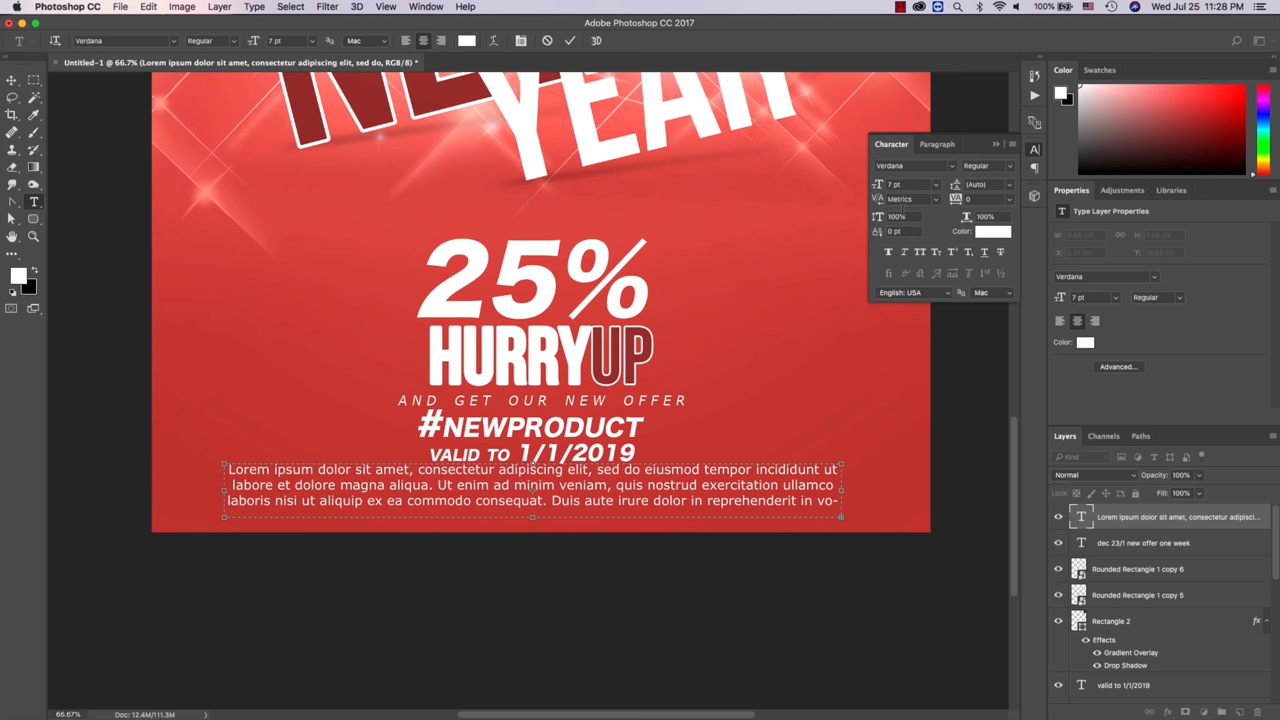 Photoshop CC File Edit Image Layer Type Select Filter 3D View Window Help 100% Wed Jul 25 11:28 PM
Adobe Photoshop CC 2017
Verdana Regular 7 pt Mac 3D
Untitled-1 @ 66.7% (Lorem ipsum dolor sit amet, consectetur adipiscing elit, sed do, RGB/8) *
NEW
YEAR
25%
HURRYUP
AND GET OUR NEW OFFER
#NEWPRODUCT
VALID TO 1/1/2019
Lorem ipsum dolor sit amet, consectetur adipiscing elit, sed do eiusmod tempor incididunt ut
labore et dolore magna aliqua. Ut enim ad minim veniam, quis nostrud exercitation ullamco
laboris nisi ut aliquip ex ea commodo consequat. Duis aute irure dolor in reprehenderit in vo-
Character Paragraph
Verdana Regular
7 pt (Auto)
Metrics 0
100% 100%
0 pt Color:
English: USA Mac
Color Swatches
Properties Adjustments Libraries
Type Layer Properties
Verdana
7 pt Regular
Color:
Advanced...
Layers Channels Paths
Kind
Normal Opacity: 100%
Lock: Fill: 100%
Lorem ipsum dolor sit amet, consectetur adipisci...
dec 23/1 new offer one week
Rounded Rectangle 1 copy 6
Rounded Rectangle 1 copy 5
Rectangle 2 fx
Effects
Gradient Overlay
Drop Shadow
valid to 1/1/2019
66.67% Doc: 12.4M/111.3M